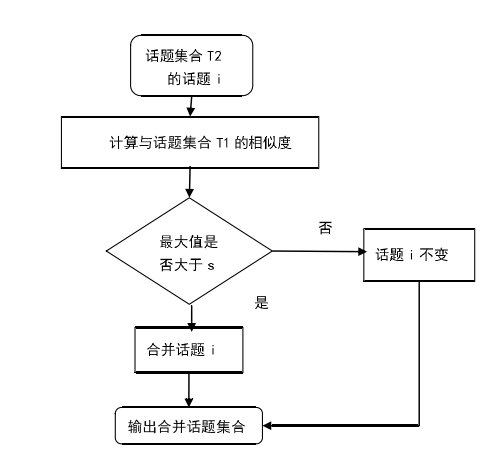 话题集合 T2
的话题 i
计算与话题集合 T1 的相似度
最大值是
否大于 s
否
话题 i 不变
是
合并话题 i
输出合并话题集合